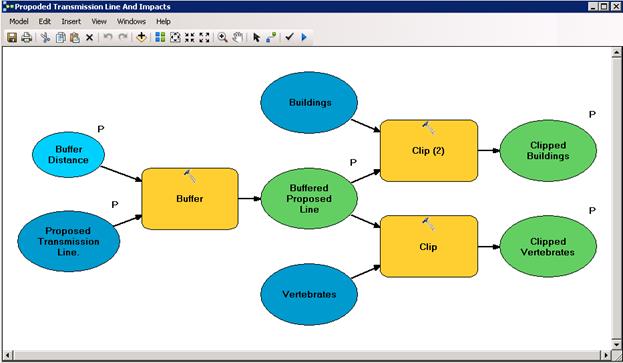 Propoded Transmission Line And Impacts
Model Edit Insert View Windows Help
Buildings
P
Buffer
Distance
P
Clip (2)
P
Clipped
Buildings
P
Proposed
Transmission
Line.
Buffer
P
Buffered
Proposed
Line
Clip
P
Clipped
Vertebrates
Vertebrates